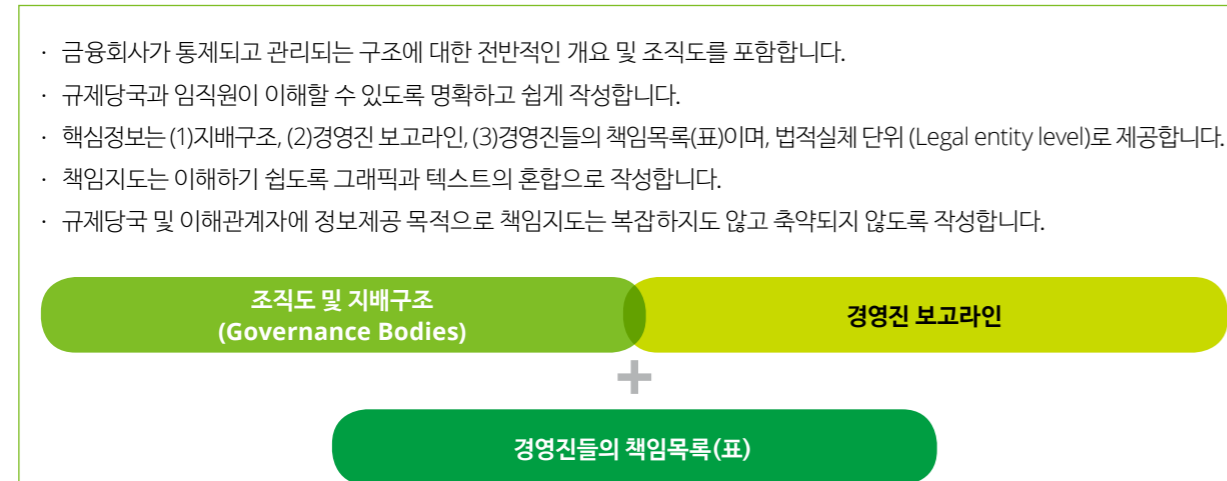 · 금융회사가 통제되고 관리되는 구조에 대한 전반적인 개요 및 조직도를 포함합니다.
· 규제당국과 임직원이 이해할 수 있도록 명확하고 쉽게 작성합니다.
· 핵심정보는 (1)지배구조, (2)경영진 보고라인, (3)경영진들의 책임목록(표)이며, 법적실체 단위 (Legal entity level)로 제공합니다.
· 책임지도는 이해하기 쉽도록 그래픽과 텍스트의 혼합으로 작성합니다.
· 규제당국 및 이해관계자에 정보제공 목적으로 책임지도는 복잡하지도 않고 축약되지 않도록 작성합니다.
조직도 및 지배구조
(Governance Bodies)
경영진 보고라인
+
경영진들의 책임목록(표)